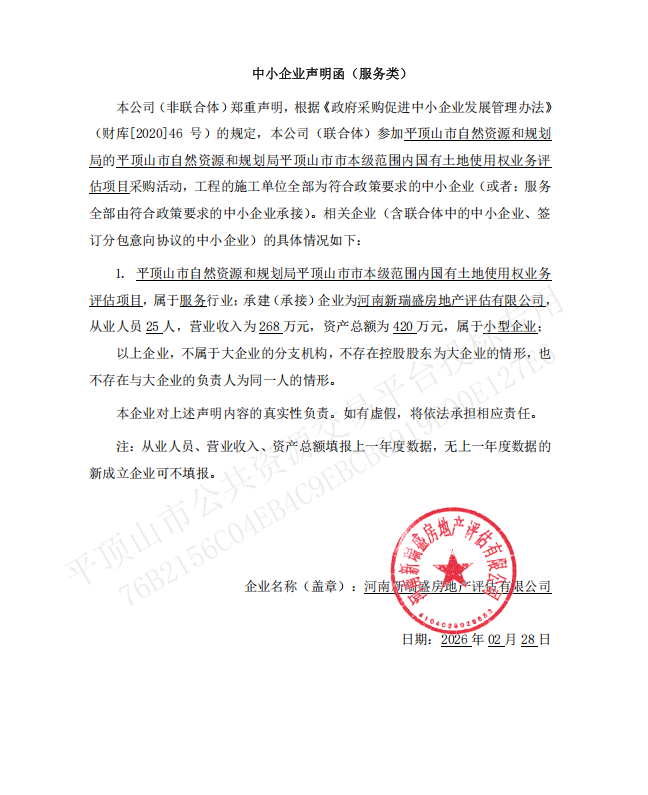 中小企业声明函（服务类）
本公司（非联合体）郑重声明，根据《政府采购促进中小企业发展管理办法》
（财库[2020]46 号）的规定，本公司（联合体）参加平顶山市自然资源和规划
局的平顶山市自然资源和规划局平顶山市市本级范围内国有土地使用权业务评
估项目采购活动，工程的施工单位全部为符合政策要求的中小企业（或者：服务
全部由符合政策要求的中小企业承接）。相关企业（含联合体中的中小企业、签
订分包意向协议的中小企业）的具体情况如下：
1. 平顶山市自然资源和规划局平顶山市市本级范围内国有土地使用权业务
评估项目，属于服务行业；承建（承接）企业为河南新瑞盛房地产评估有限公司，
从业人员 25 人，营业收入为 268 万元，资产总额为 420 万元，属于小型企业；
以上企业，不属于大企业的分支机构，不存在控股股东为大企业的情形，也
不存在与大企业的负责人为同一人的情形。
本企业对上述声明内容的真实性负责。如有虚假，将依法承担相应责任。
注：从业人员、营业收入、资产总额填报上一年度数据，无上一年度数据的
新成立企业可不填报。
平顶山市公共资源交易平台投标专用
河南新瑞盛房地产评估有限公司
企业名称（盖章）：河南新瑞盛房地产评估有限公司
日期：2026 年 02 月 28 日